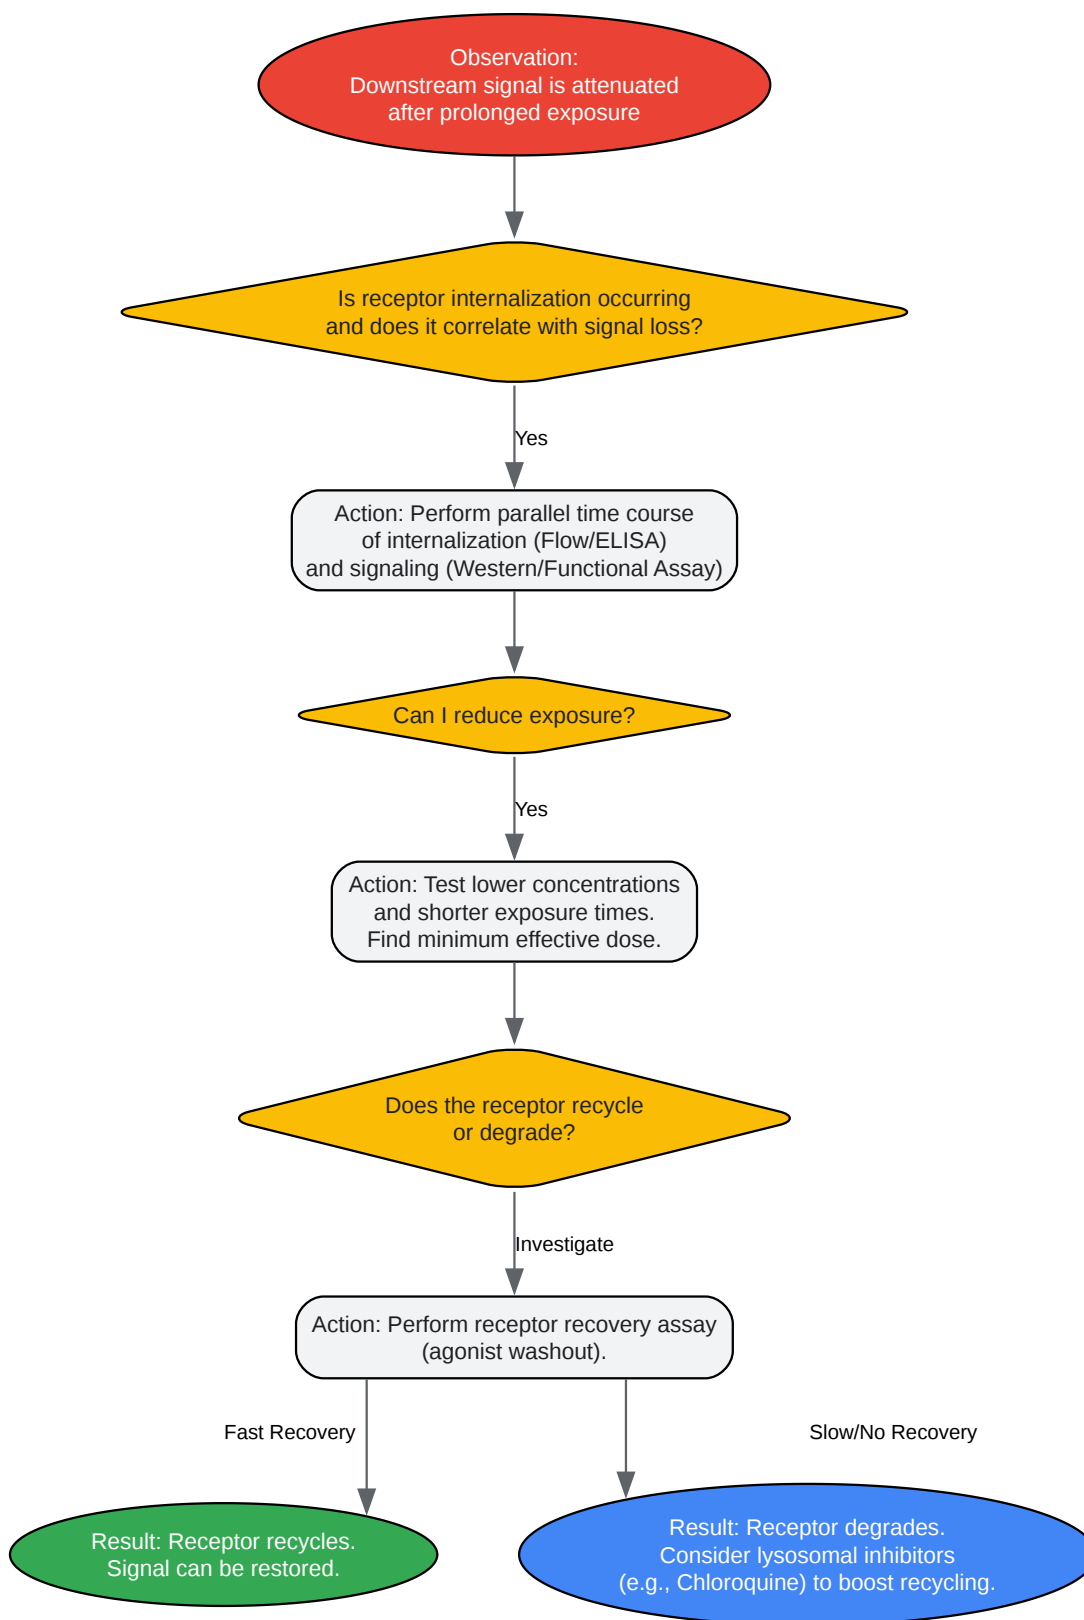 Observation:
Downstream signal is attenuated
after prolonged exposure
Is receptor internalization occurring
and does it correlate with signal loss?
Yes
Action: Perform parallel time course
of internalization (Flow/ELISA)
and signaling (Western/Functional Assay)
Can I reduce exposure?
Yes
Action: Test lower concentrations
and shorter exposure times.
Find minimum effective dose.
Does the receptor recycle
or degrade?
Investigate
Action: Perform receptor recovery assay
(agonist washout).
Fast Recovery
Slow/No Recovery
Result: Receptor recycles.
Signal can be restored.
Result: Receptor degrades.
Consider lysosomal inhibitors
(e.g., Chloroquine) to boost recycling.